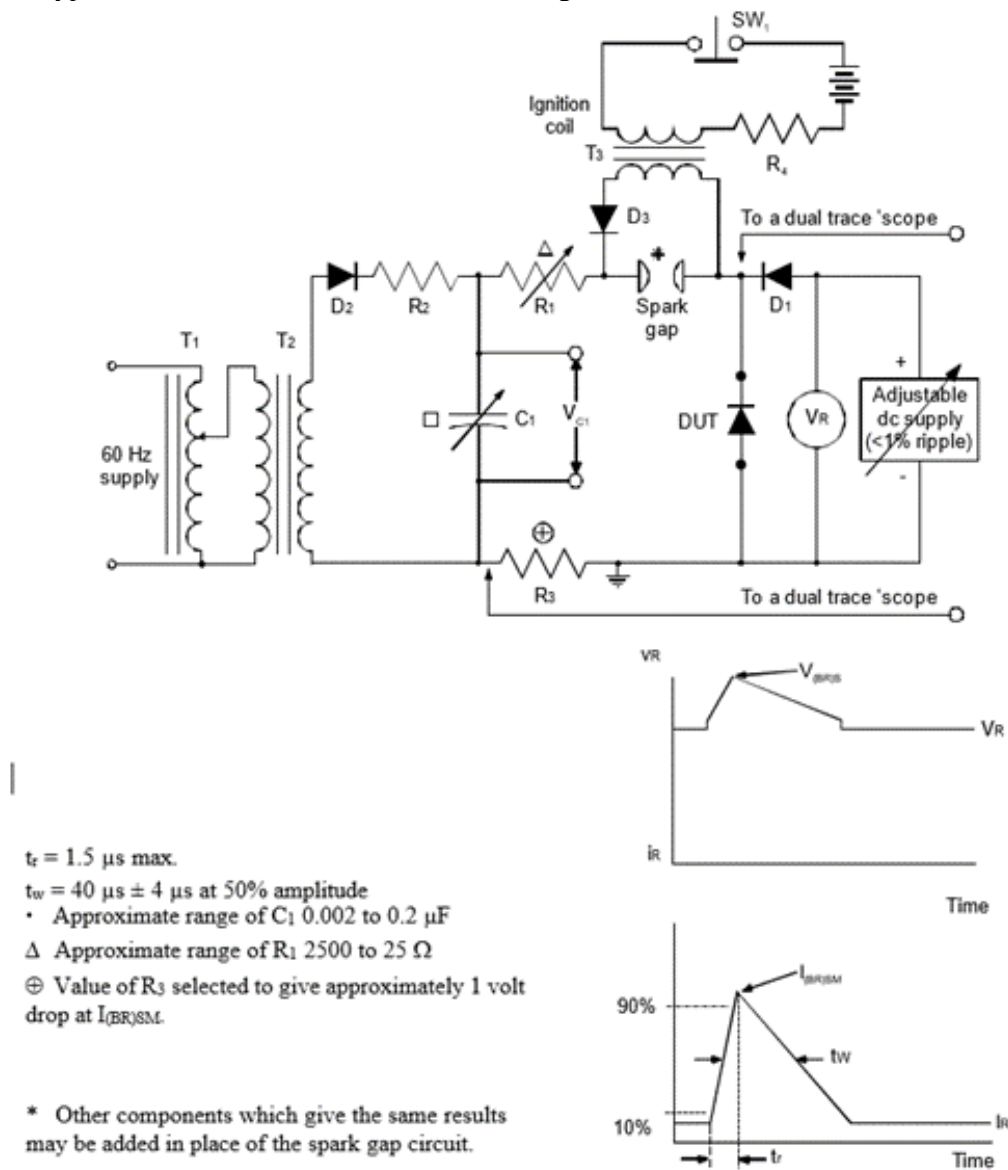 SW₁
Ignition
coil
T₃
R₄
D₃
To a dual trace 'scope
Δ
*
D₂
R₂
R₁
Spark
gap
D₁
T₁
T₂
60 Hz
supply
□
C₁
V_C1
DUT
VR
+
Adjustable
dc supply
(<1% ripple)
-
⊕
R₃
To a dual trace 'scope
vR
V(BR)S
VR
iR
Time
tr = 1.5 µs max.
tw = 40 µs ± 4 µs at 50% amplitude
• Approximate range of C₁ 0.002 to 0.2 µF
Δ Approximate range of R₁ 2500 to 25 Ω
⊕ Value of R₃ selected to give approximately 1 volt
drop at I(BR)SM.
* Other components which give the same results
may be added in place of the spark gap circuit.
I(BR)SM
90%
tw
10%
IR
tr
Time